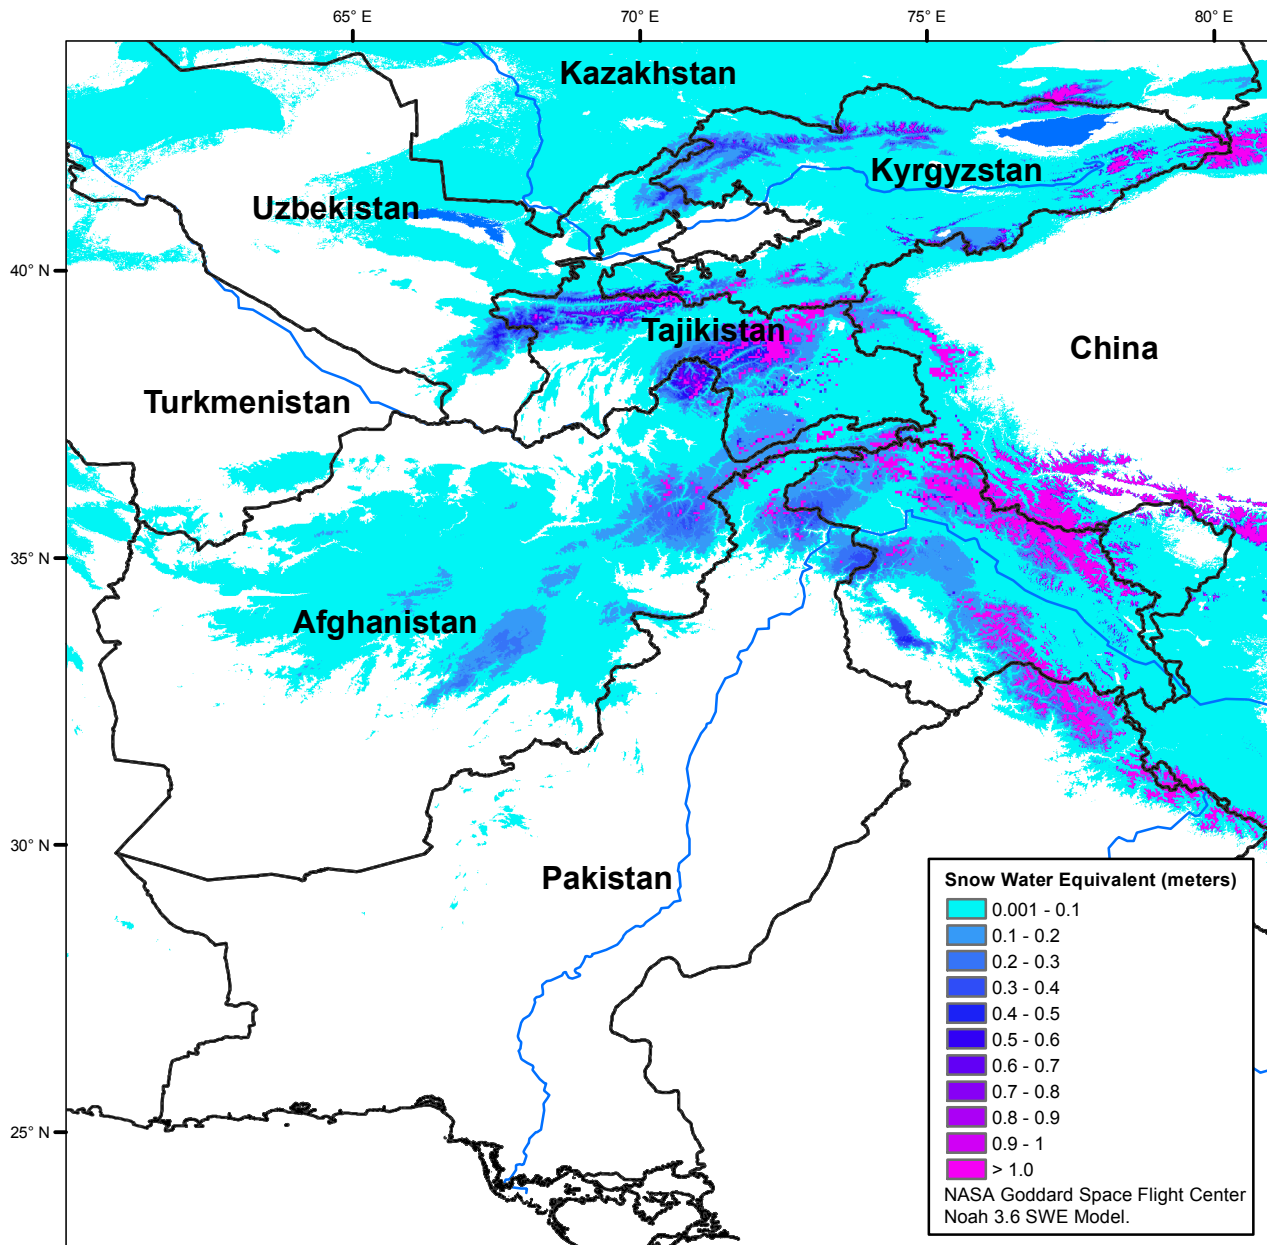 65° E
70° E
75° E
80° E
Kazakhstan
Kyrgyzstan
Uzbekistan
40° N
Tajikistan
China
Turkmenistan
35° N
Afghanistan
30° N
Pakistan
25° N
Snow Water Equivalent (meters)
0.001 - 0.1
0.1 - 0.2
0.2 - 0.3
0.3 - 0.4
0.4 - 0.5
0.5 - 0.6
0.6 - 0.7
0.7 - 0.8
0.8 - 0.9
0.9 - 1
> 1.0
NASA Goddard Space Flight Center
Noah 3.6 SWE Model.